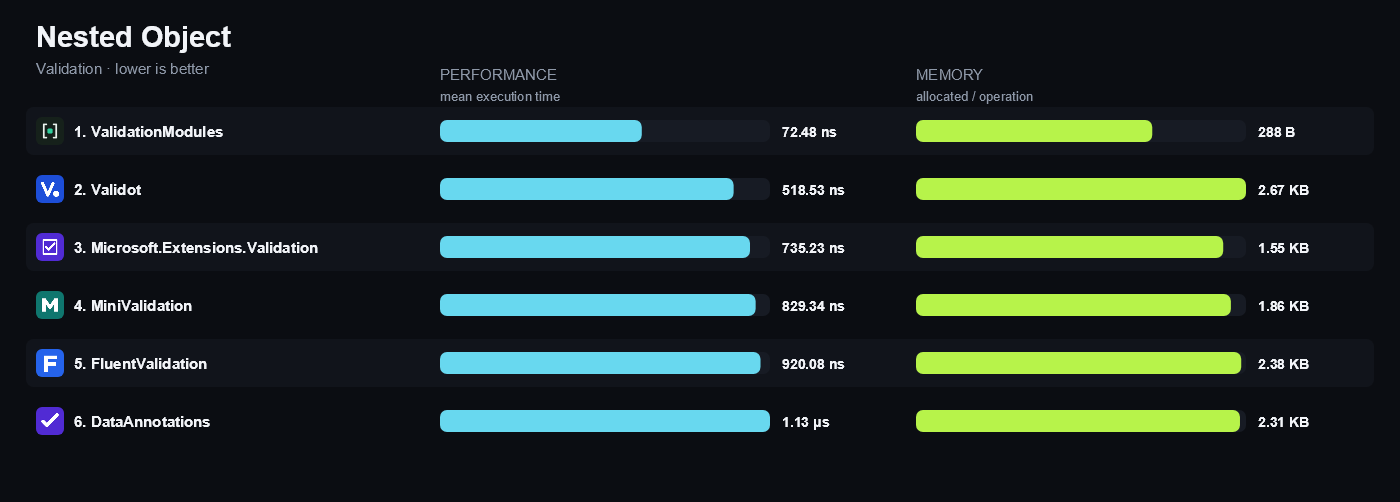 Nested Object
Validation · lower is better
PERFORMANCE
mean execution time
MEMORY
allocated / operation
1. ValidationModules 72.48 ns 288 B
V. 2. Validot 518.53 ns 2.67 KB
3. Microsoft.Extensions.Validation 735.23 ns 1.55 KB
M 4. MiniValidation 829.34 ns 1.86 KB
F 5. FluentValidation 920.08 ns 2.38 KB
6. DataAnnotations 1.13 µs 2.31 KB